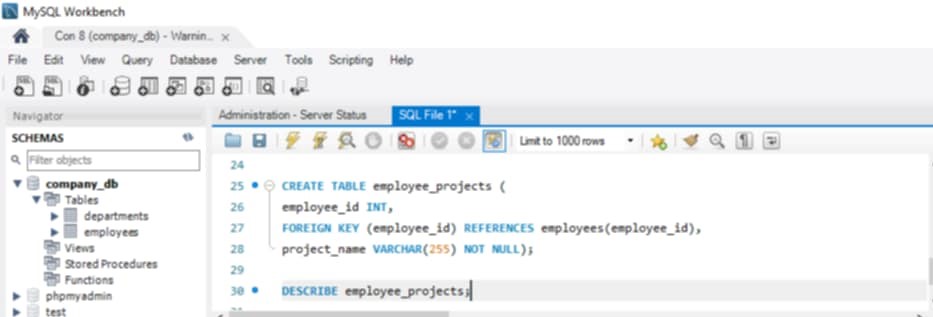 MySQL Workbench
Con 8 (company_db) - Warnin... ×
File Edit View Query Database Server Tools Scripting Help
Navigator
SCHEMAS
Filter objects
company_db
Tables
departments
employees
Views
Stored Procedures
Functions
phpmyadmin
test
Administration - Server Status SQL File 1* ×
Limit to 1000 rows
24
25 CREATE TABLE employee_projects (
26 employee_id INT,
27 FOREIGN KEY (employee_id) REFERENCES employees(employee_id),
28 project_name VARCHAR(255) NOT NULL);
29
30 DESCRIBE employee_projects;